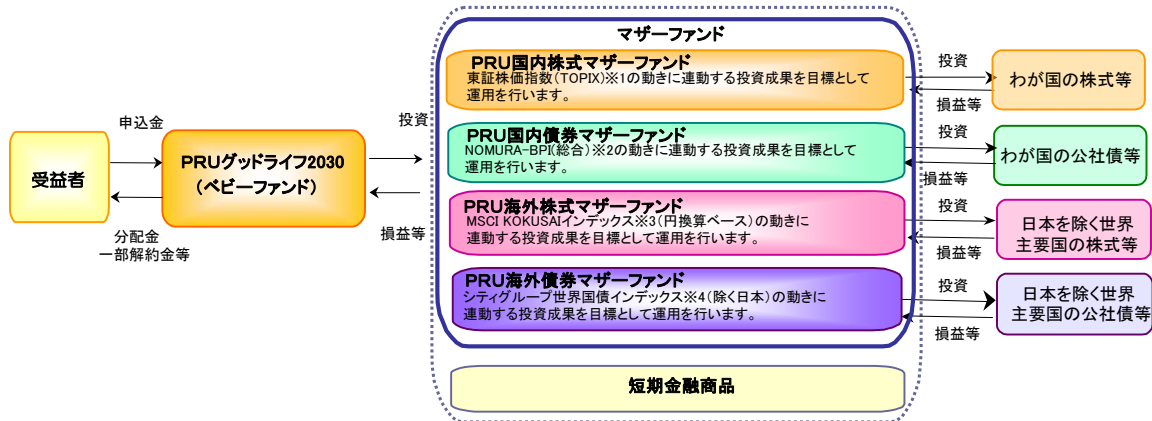 マザーファンド
PRU国内株式マザーファンド
東証株価指数(TOPIX)※1の動きに連動する投資成果を目標として
運用を行います。
投資
損益等
わが国の株式等
PRU国内債券マザーファンド
NOMURA-BPI(総合)※2の動きに連動する投資成果を目標として
運用を行います。
投資
損益等
わが国の公社債等
申込金
受益者
分配金
一部解約金等
PRUグッドライフ2030
(ベビーファンド)
投資
損益等
PRU海外株式マザーファンド
MSCI KOKUSAIインデックス※3(円換算ベース)の動きに
連動する投資成果を目標として運用を行います。
投資
損益等
日本を除く世界
主要国の株式等
PRU海外債券マザーファンド
シティグループ世界国債インデックス※4(除く日本)の動きに
連動する投資成果を目標として運用を行います。
投資
損益等
日本を除く世界
主要国の公社債等
短期金融商品